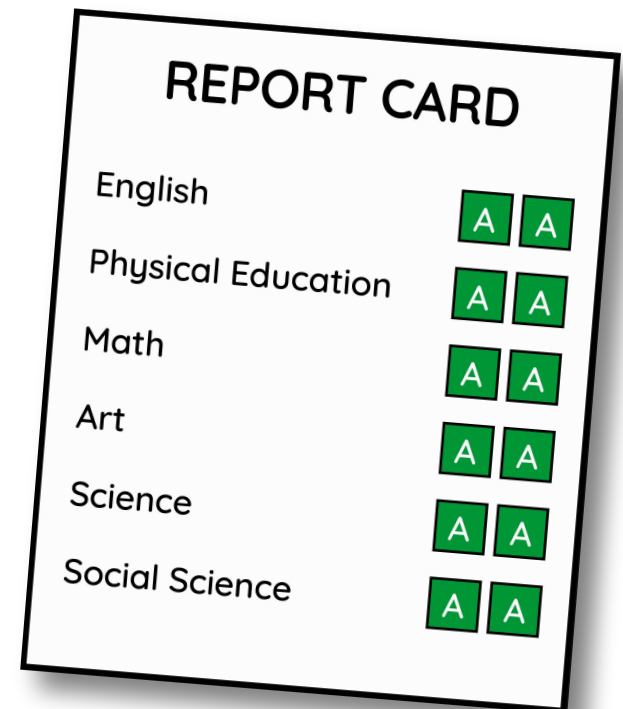 REPORT CARD
English A A
Physical Education A A
Math A A
Art A A
Science A A
Social Science A A